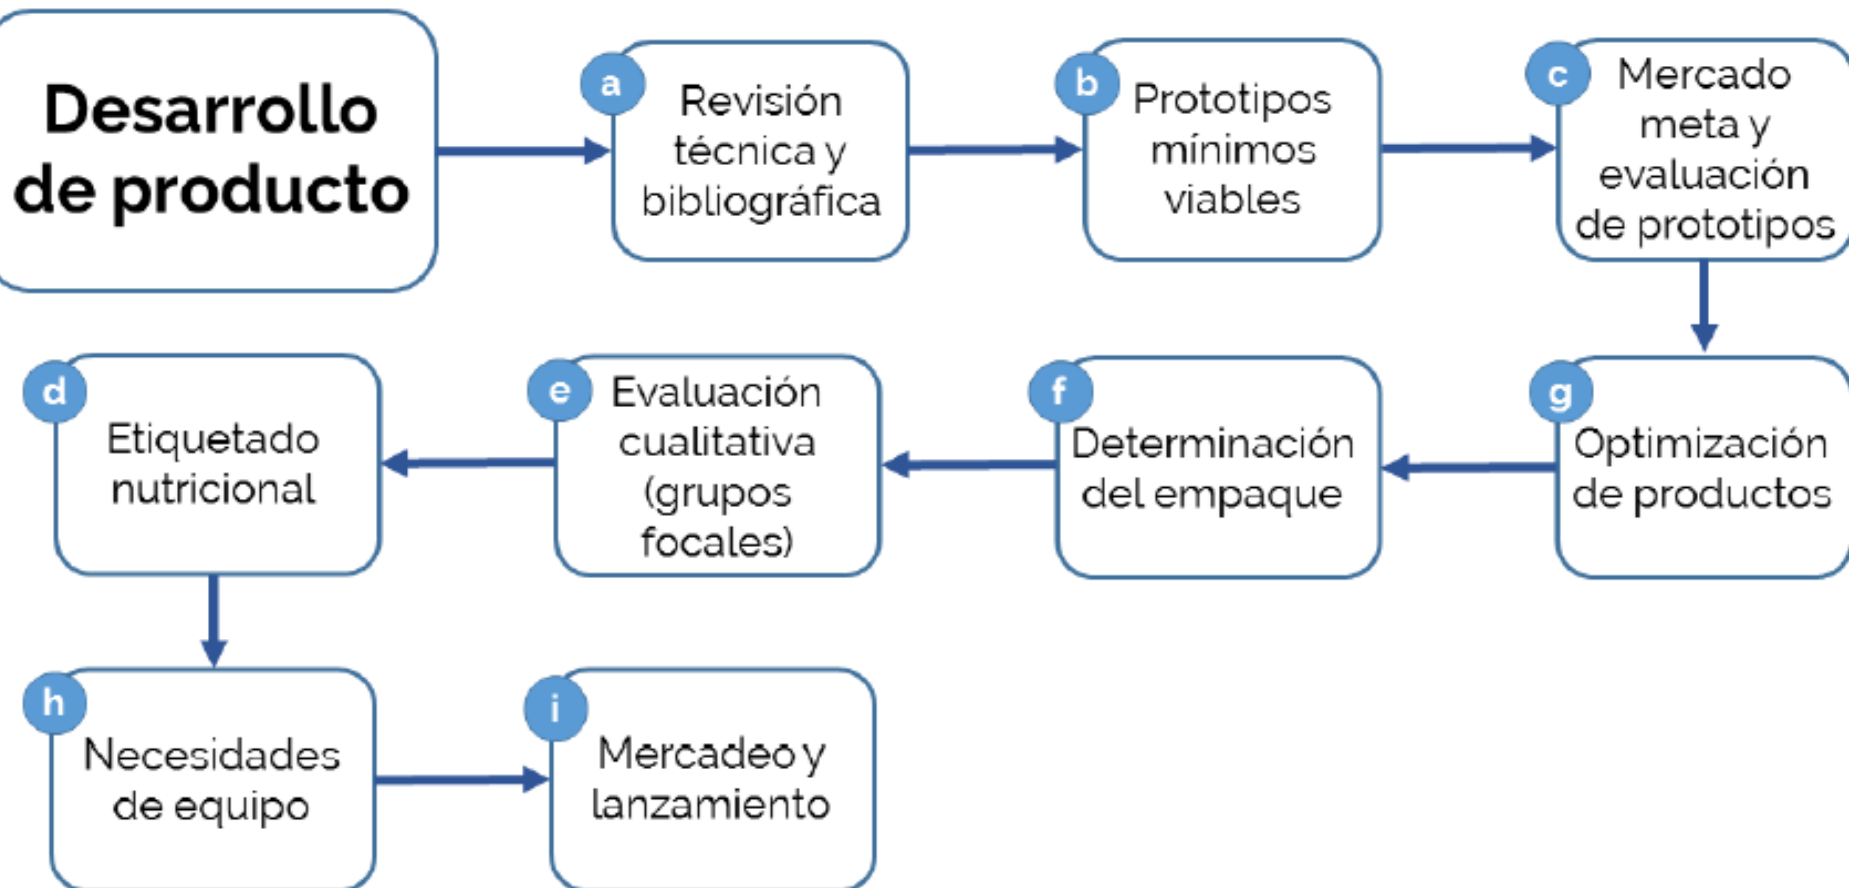 Desarrollo
de producto
a
Revisión
técnica y
bibliográfica
b
Prototipos
mínimos
viables
c
Mercado
meta y
evaluación
de prototipos
d
Etiquetado
nutricional
e
Evaluación
cualitativa
(grupos
focales)
f
Determinación
del empaque
g
Optimización
de productos
h
Necesidades
de equipo
i
Mercadeo y
lanzamiento